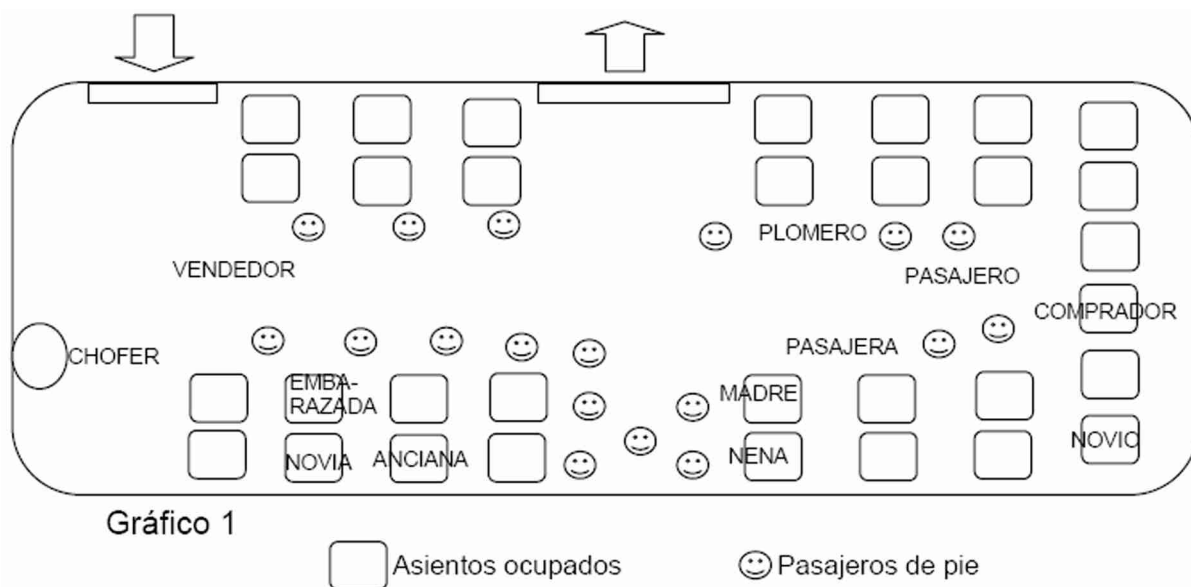 PLOMERO
VENDEDOR
PASAJERO
COMPRADOR
CHOFER
PASAJERA
EMBA-
RAZADA
MADRE
NOVIA
ANCIANA
NENA
NOVIO
Gráfico 1
Asientos ocupados
Pasajeros de pie